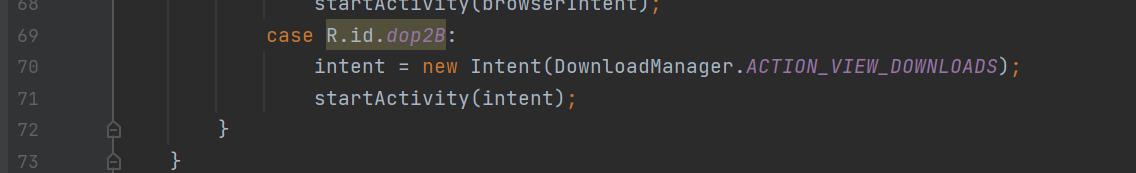 68 startActivity(browserIntent);
69 case R.id.dop2B:
70 intent = new Intent(DownloadManager.ACTION_VIEW_DOWNLOADS);
71 startActivity(intent);
72 }
73 }